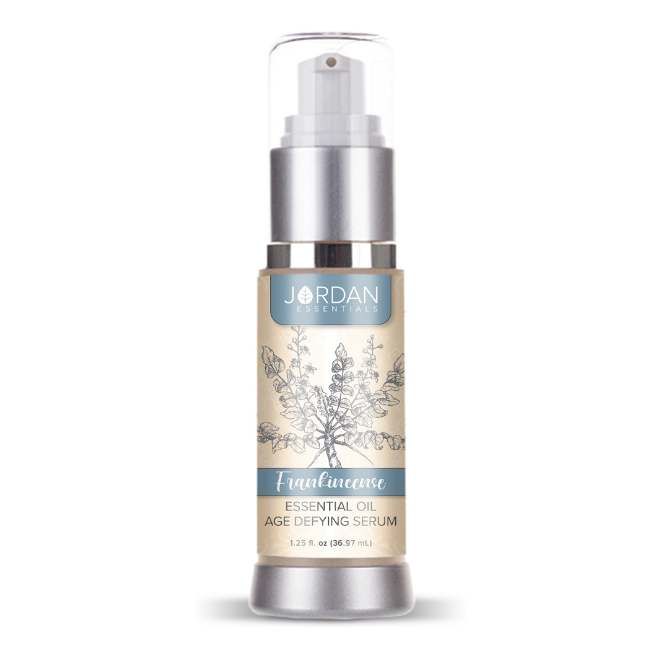 JORDAN
ESSENTIALS
Frankincense
ESSENTIAL OIL
AGE DEFYING SERUM
1.25 fl. oz (36.97 mL)